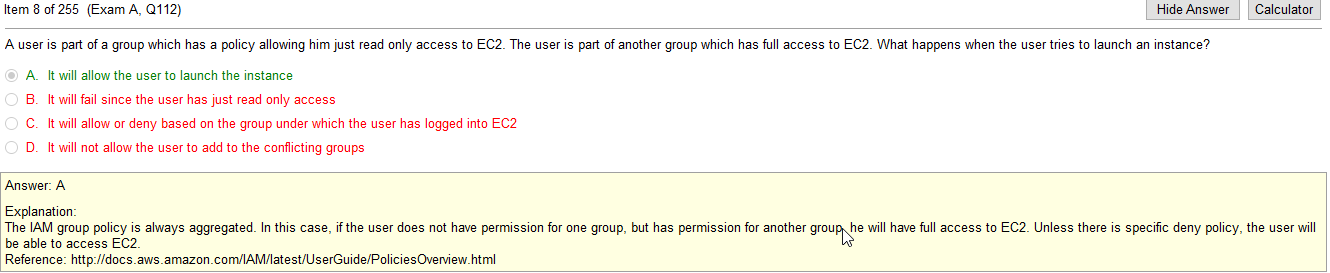 Item 8 of 255 (Exam A, Q112)
Hide Answer
Calculator
A user is part of a group which has a policy allowing him just read only access to EC2. The user is part of another group which has full access to EC2. What happens when the user tries to launch an instance?
A. It will allow the user to launch the instance
B. It will fail since the user has just read only access
C. It will allow or deny based on the group under which the user has logged into EC2
D. It will not allow the user to add to the conflicting groups
Answer: A
Explanation:
The IAM group policy is always aggregated. In this case, if the user does not have permission for one group, but has permission for another group, he will have full access to EC2. Unless there is specific deny policy, the user will
be able to access EC2.
Reference: http://docs.aws.amazon.com/IAM/latest/UserGuide/PoliciesOverview.html